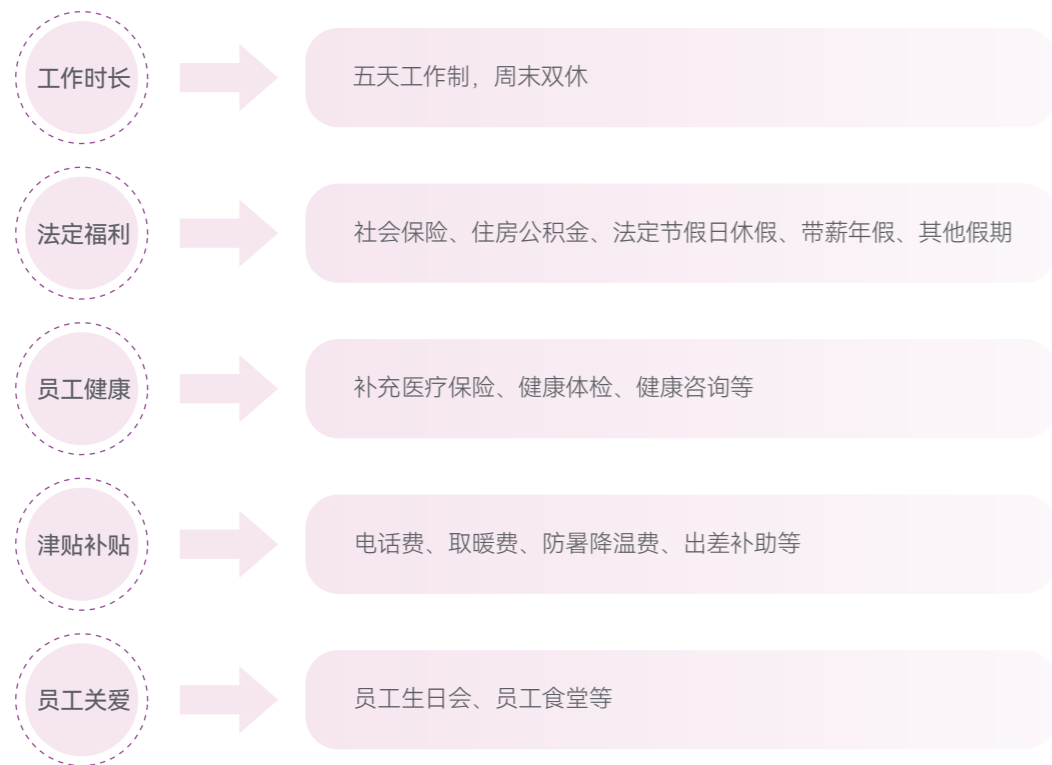 工作时长
五天工作制，周末双休
法定福利
社会保险、住房公积金、法定节假日休假、带薪年假、其他假期
员工健康
补充医疗保险、健康体检、健康咨询等
津贴补贴
电话费、取暖费、防暑降温费、出差补助等
员工关爱
员工生日会、员工食堂等